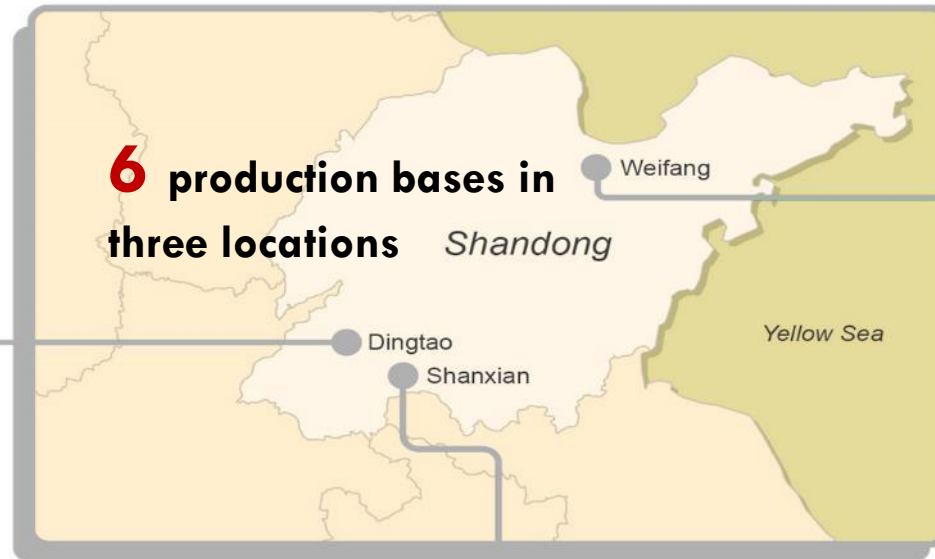 6 production bases in
three locations
Weifang
Shandong
Yellow Sea
Dingtao
Shanxian